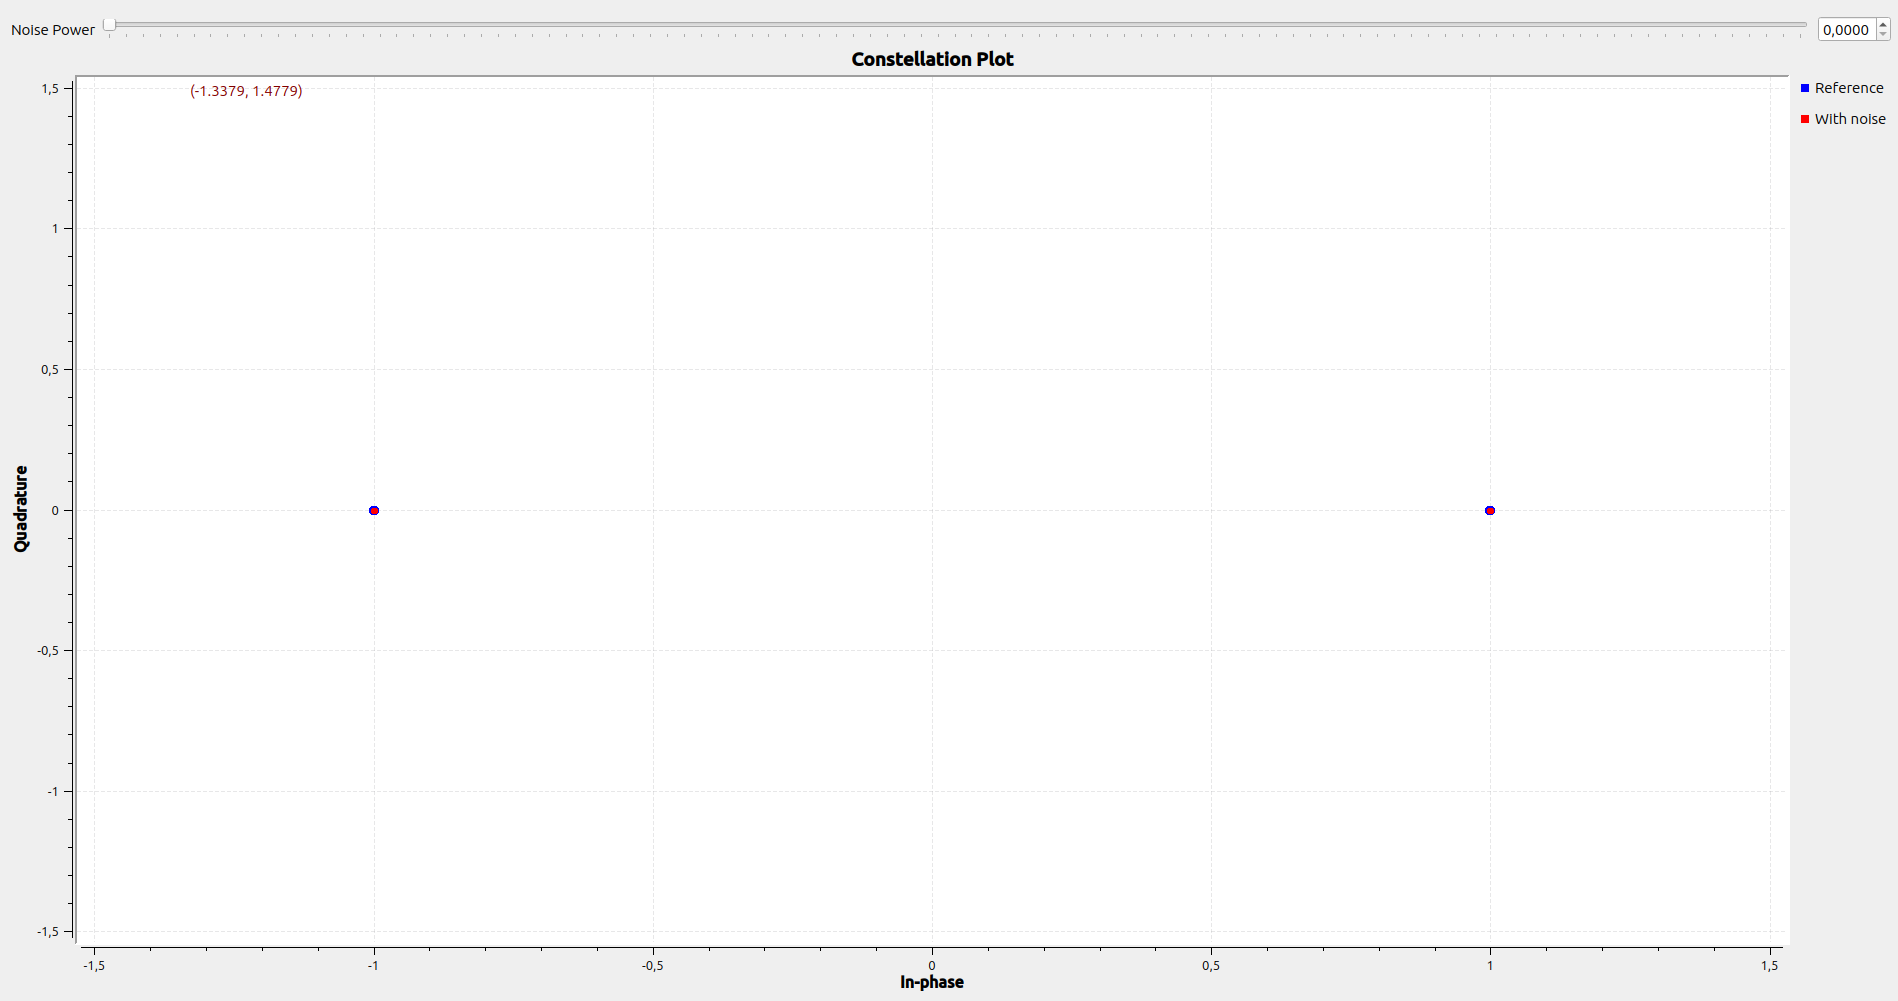 Noise Power
0,0000
Constellation Plot
(-1.3379, 1.4779)
Reference
With noise
1,5
1
0,5
0
-0,5
-1
-1,5
Quadrature
-1,5
-1
-0,5
0
0,5
1
1,5
In-phase